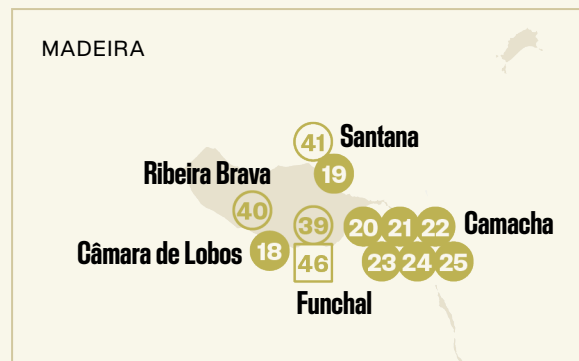 MADEIRA
41 Santana
19
Ribeira Brava
40
39
20 21 22 Camacha
Câmara de Lobos 18
46
23 24 25
Funchal